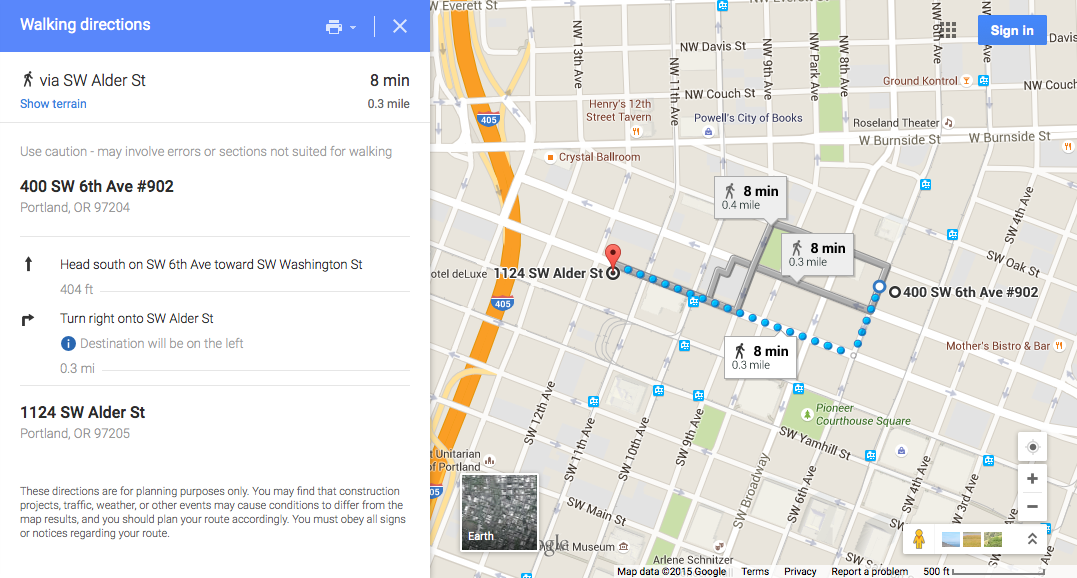 Walking directions
via SW Alder St
8 min
Show terrain
0.3 mile
Use caution - may involve errors or sections not suited for walking
400 SW 6th Ave #902
Portland, OR 97204
Head south on SW 6th Ave toward SW Washington St
404 ft
Turn right onto SW Alder St
Destination will be on the left
0.3 mi
1124 SW Alder St
Portland, OR 97205
These directions are for planning purposes only. You may find that construction
projects, traffic, weather, or other events may cause conditions to differ from the
map results, and you should plan your route accordingly. You must obey all signs
or notices regarding your route.
W Everett St
NW Everett St
Sign in
NW 13th Ave
NW 11th Ave
NW 9th Ave
NW Park Ave
NW 8th Ave
NW 6th Ave
NW Davis St
Davis
Ground Kontrol
NW Couch St
NW Couch
Henry's 12th
Street Tavern
Powell's City of Books
Roseland Theater
405
W Burnside St
W Burnside St
Crystal Ballroom
8 min
0.4 mile
SW 4th Ave
8 min
0.3 mile
SW Oak St
otel deLuxe
1124 SW Alder St
400 SW 6th Ave #902
405
Mother's Bistro & Bar
8 min
0.3 mile
SW 12th Ave
SW 11th Ave
SW 10th Ave
SW 9th Ave
Pioneer
Courthouse Square
SW Yamhill St
t Unitarian
of Portland
SW Broadway
SW 6th Ave
SW 4th Ave
SW 3rd Ave
05
SW Main St
Earth
gle
Art Museum
Arlene Schnitzer
SW S
Map data ©2015 Google
Terms
Privacy
Report a problem
500 ft